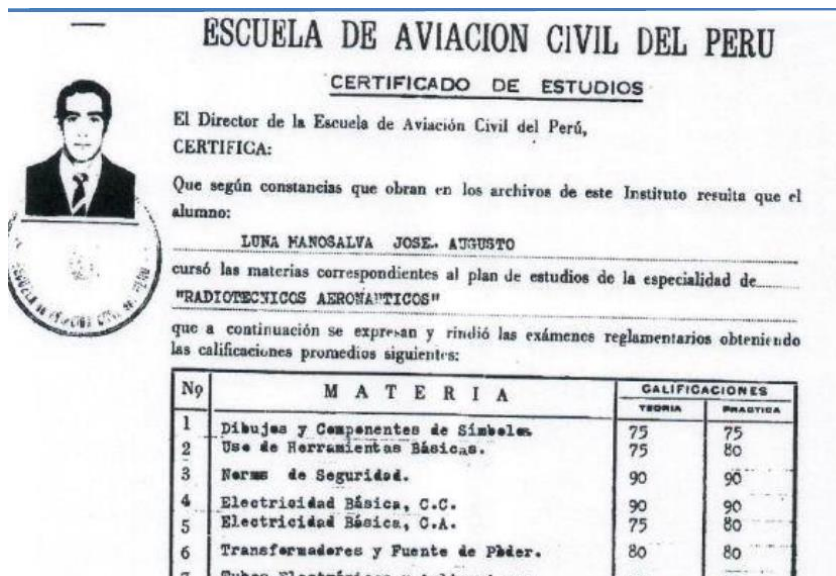 ESCUELA DE AVIACION CIVIL DEL PERU
CERTIFICADO DE ESTUDIOS
El Director de la Escuela de Aviación Civil del Perú,
CERTIFICA:
Que según constancias que obran en los archivos de este Instituto resulta que el
alumno:
LUNA MANOSALVA JOSE. AUGUSTO
cursó las materias correspondientes al plan de estudios de la especialidad de
"RADIOTECNICOS AERONAUTICOS"
que a continuación se expresan y rindió las exámenes reglamentarios obteniendo
las calificaciones promedios siguientes:
Nº MATERIA CALIFICACIONES
TEORIA PRACTICA
1 Dibujos y Componentes de Símbolos 75 75
2 Uso de Herramientas Básicas. 75 80
3 Normas de Seguridad. 90 90
4 Electricidad Básica, C.C. 90 90
5 Electricidad Básica, C.A. 75 80
6 Transformadores y Fuente de Poder. 80 80